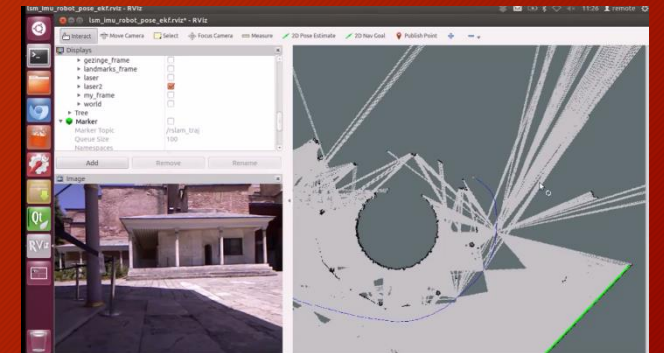 lsm_imu_robot_pose_ekf.rviz - RViz
11:26 remote
lsm_imu_robot_pose_ekf.rviz* - RViz
Interact Move Camera Select Focus Camera Measure 2D Pose Estimate 2D Nav Goal Publish Point
Displays
gezinge_frame
landmarks_frame
laser
laser2
my_frame
world
Tree
Marker
Marker Topic /rslam_traj
Queue Size 100
Namespaces
Add Remove Rename
Image
Qt
RViz